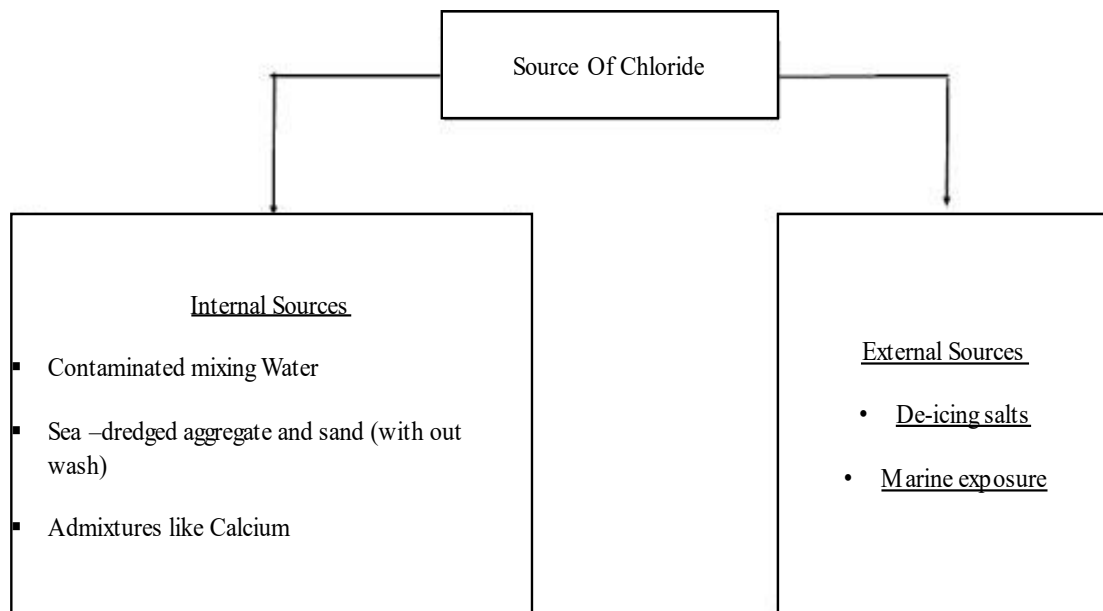 Source Of Chloride
Internal Sources
▪ Contaminated mixing Water
▪ Sea –dredged aggregate and sand (with out
wash)
▪ Admixtures like Calcium
External Sources
• De-icing salts
• Marine exposure